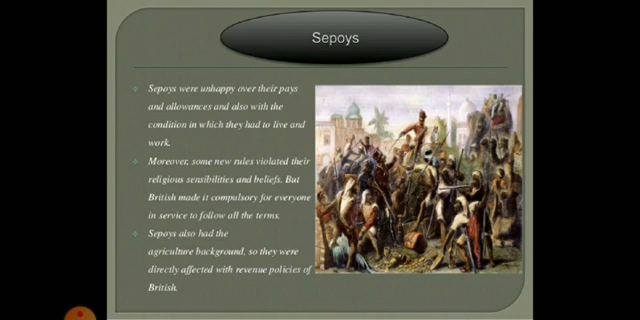 Sepoys
Sepoys were unhappy over their pays
and allowances and also with the
condition in which they had to live and
work.
Moreover, some new rules violated their
religious sensibilities and beliefs. But
British made it compulsory for everyone
in service to follow all the terms.
Sepoys also had the
agriculture background, so they were
directly affected with revenue policies of
British.